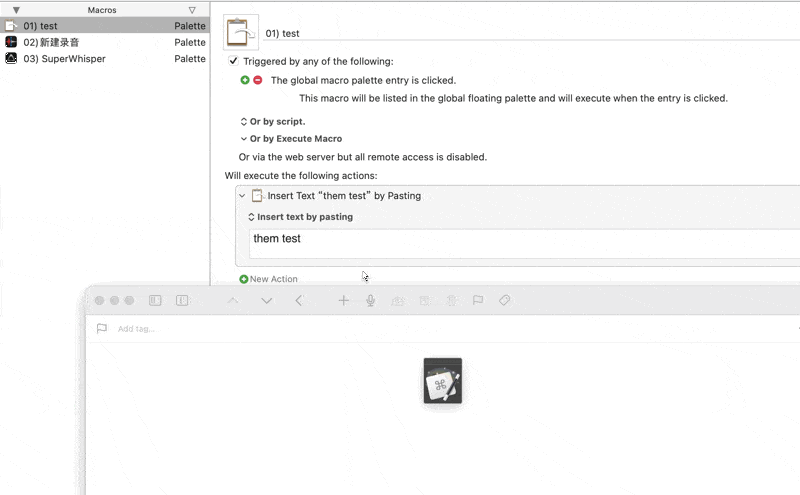 Macros
01) test Palette
02)新建录音 Palette
03) SuperWhisper Palette
01) test
Triggered by any of the following:
The global macro palette entry is clicked.
This macro will be listed in the global floating palette and will execute when the entry is clicked.
Or by script.
Or by Execute Macro
Or via the web server but all remote access is disabled.
Will execute the following actions:
Insert Text “them test” by Pasting
Insert text by pasting
them test
New Action
Add tag...